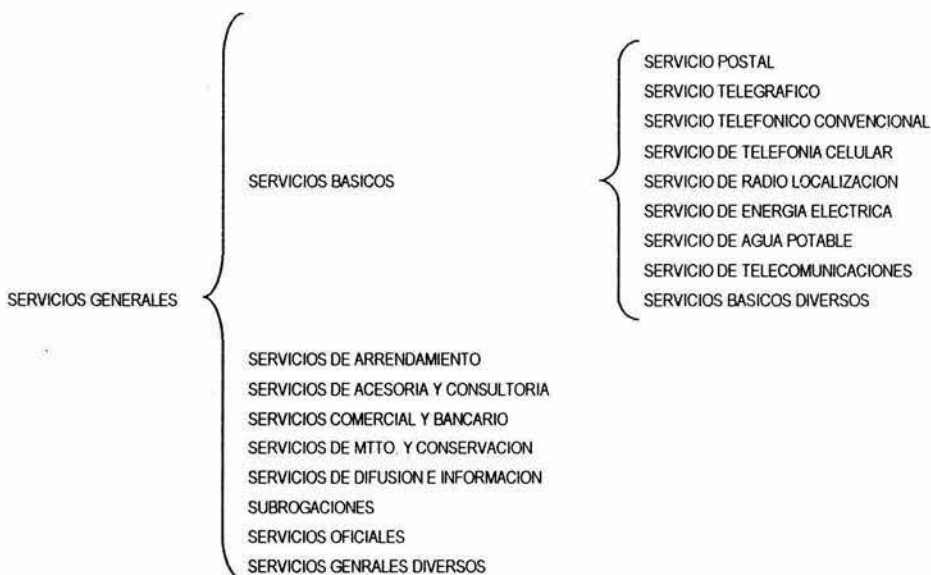 SERVICIOS GENERALES
SERVICIOS BASICOS
SERVICIO POSTAL
SERVICIO TELEGRAFICO
SERVICIO TELEFONICO CONVENCIONAL
SERVICIO DE TELEFONIA CELULAR
SERVICIO DE RADIO LOCALIZACION
SERVICIO DE ENERGIA ELECTRICA
SERVICIO DE AGUA POTABLE
SERVICIO DE TELECOMUNICACIONES
SERVICIOS BASICOS DIVERSOS
SERVICIOS DE ARRENDAMIENTO
SERVICIOS DE ACESORIA Y CONSULTORIA
SERVICIOS COMERCIAL Y BANCARIO
SERVICIOS DE MTTO. Y CONSERVACION
SERVICIOS DE DIFUSION E INFORMACION
SUBROGACIONES
SERVICIOS OFICIALES
SERVICIOS GENRALES DIVERSOS